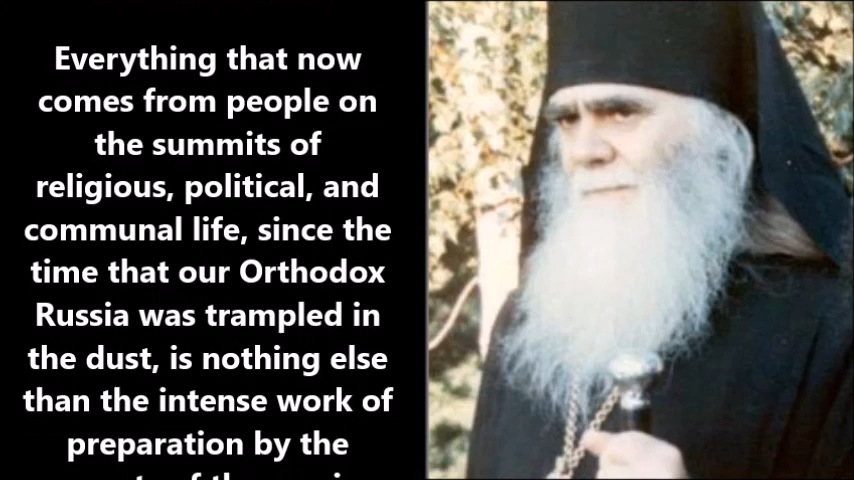 Everything that now
comes from people on
the summits of
religious, political, and
communal life, since the
time that our Orthodox
Russia was trampled in
the dust, is nothing else
than the intense work of
preparation by the